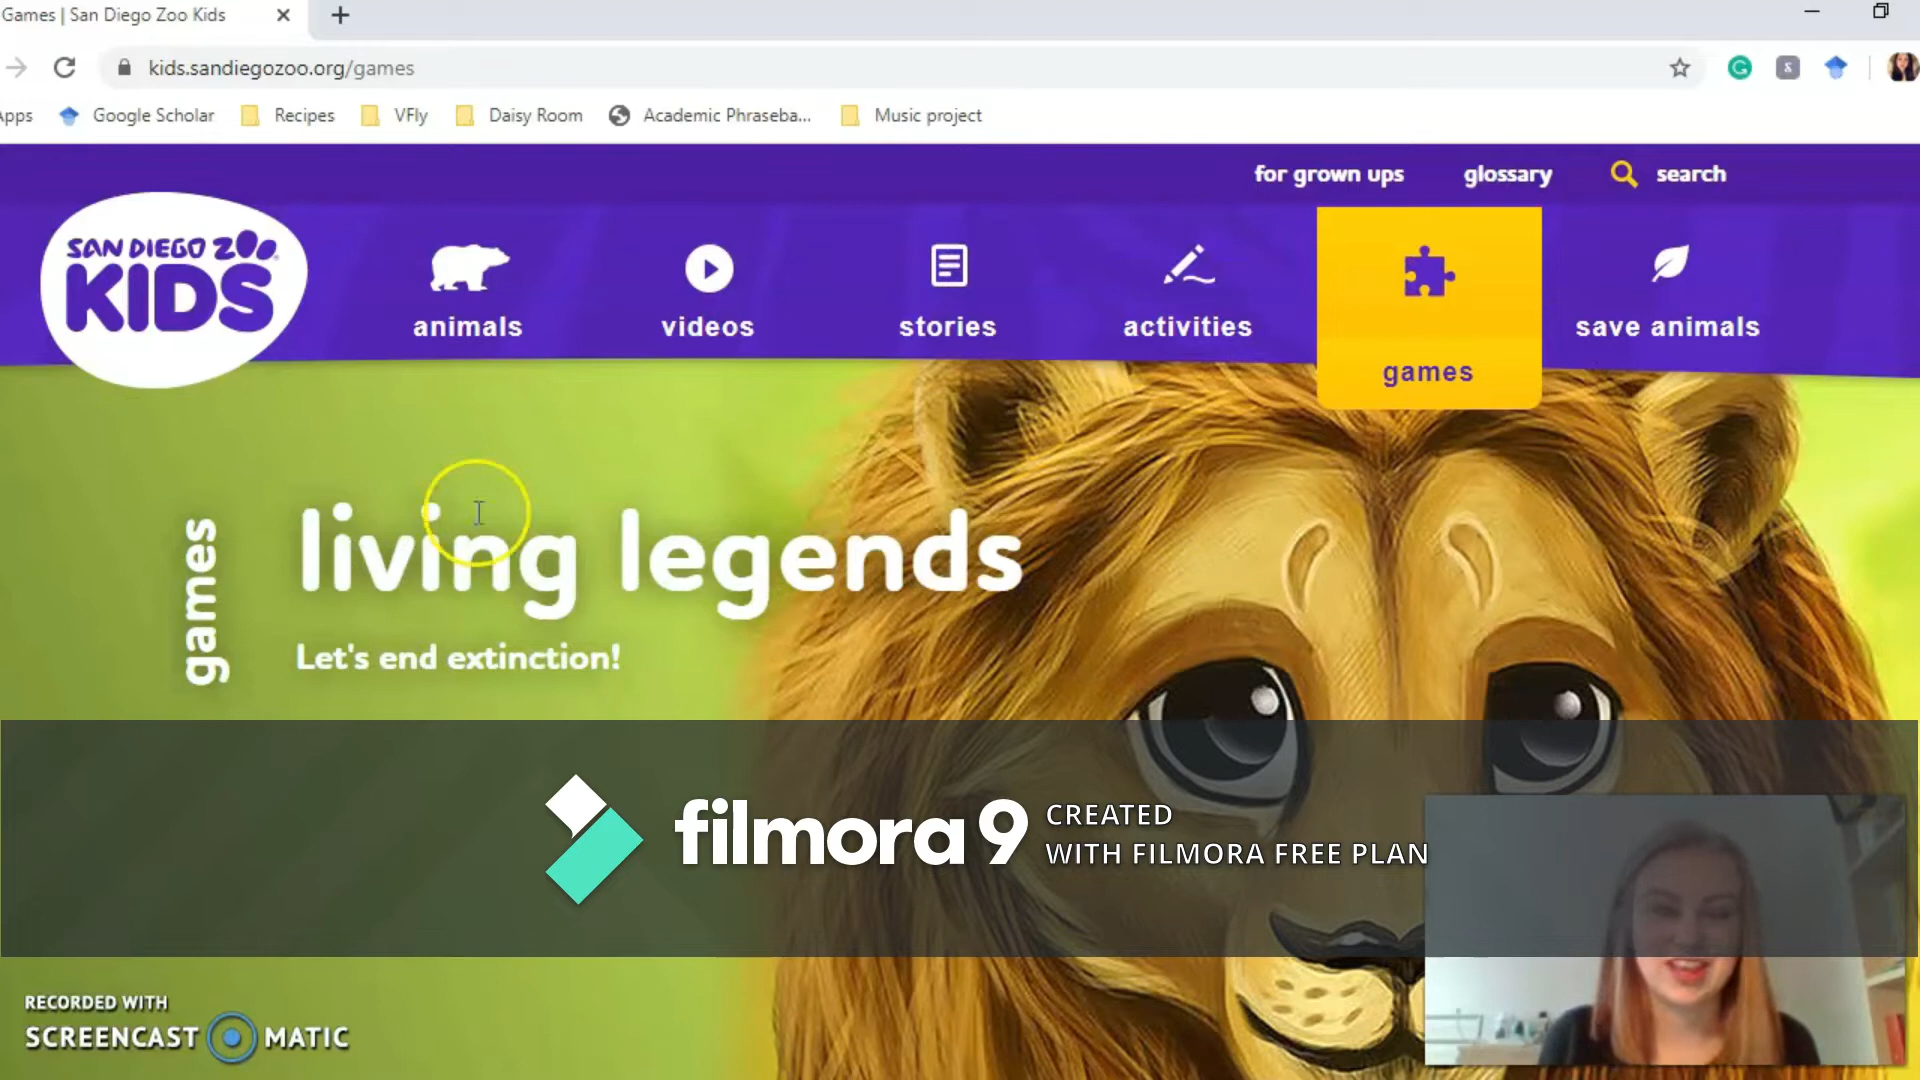 Games | San Diego Zoo Kids
kids.sandiegozoo.org/games
Apps Google Scholar Recipes VFly Daisy Room Academic Phraseba... Music project
for grown ups glossary search
SAN DIEGO ZOO
KIDS
animals videos stories activities games save animals
games
living legends
Let's end extinction!
filmora9 CREATED
WITH FILMORA FREE PLAN
RECORDED WITH
SCREENCAST MATIC